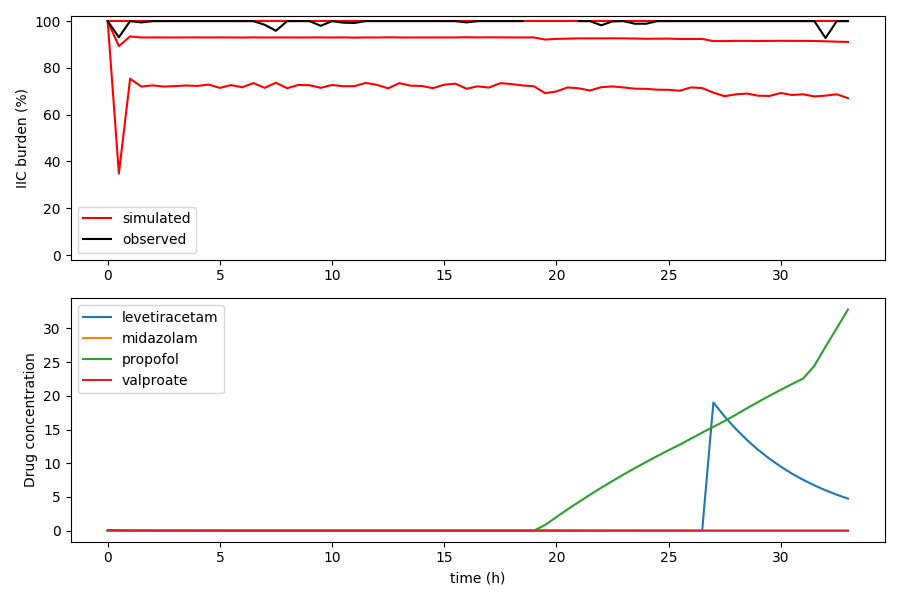 100
80
60
40
20
0
IIC burden (%)
simulated
observed
0 5 10 15 20 25 30
30
25
20
15
10
5
0
Drug concentration
levetiracetam
midazolam
propofol
valproate
0 5 10 15 20 25 30
time (h)